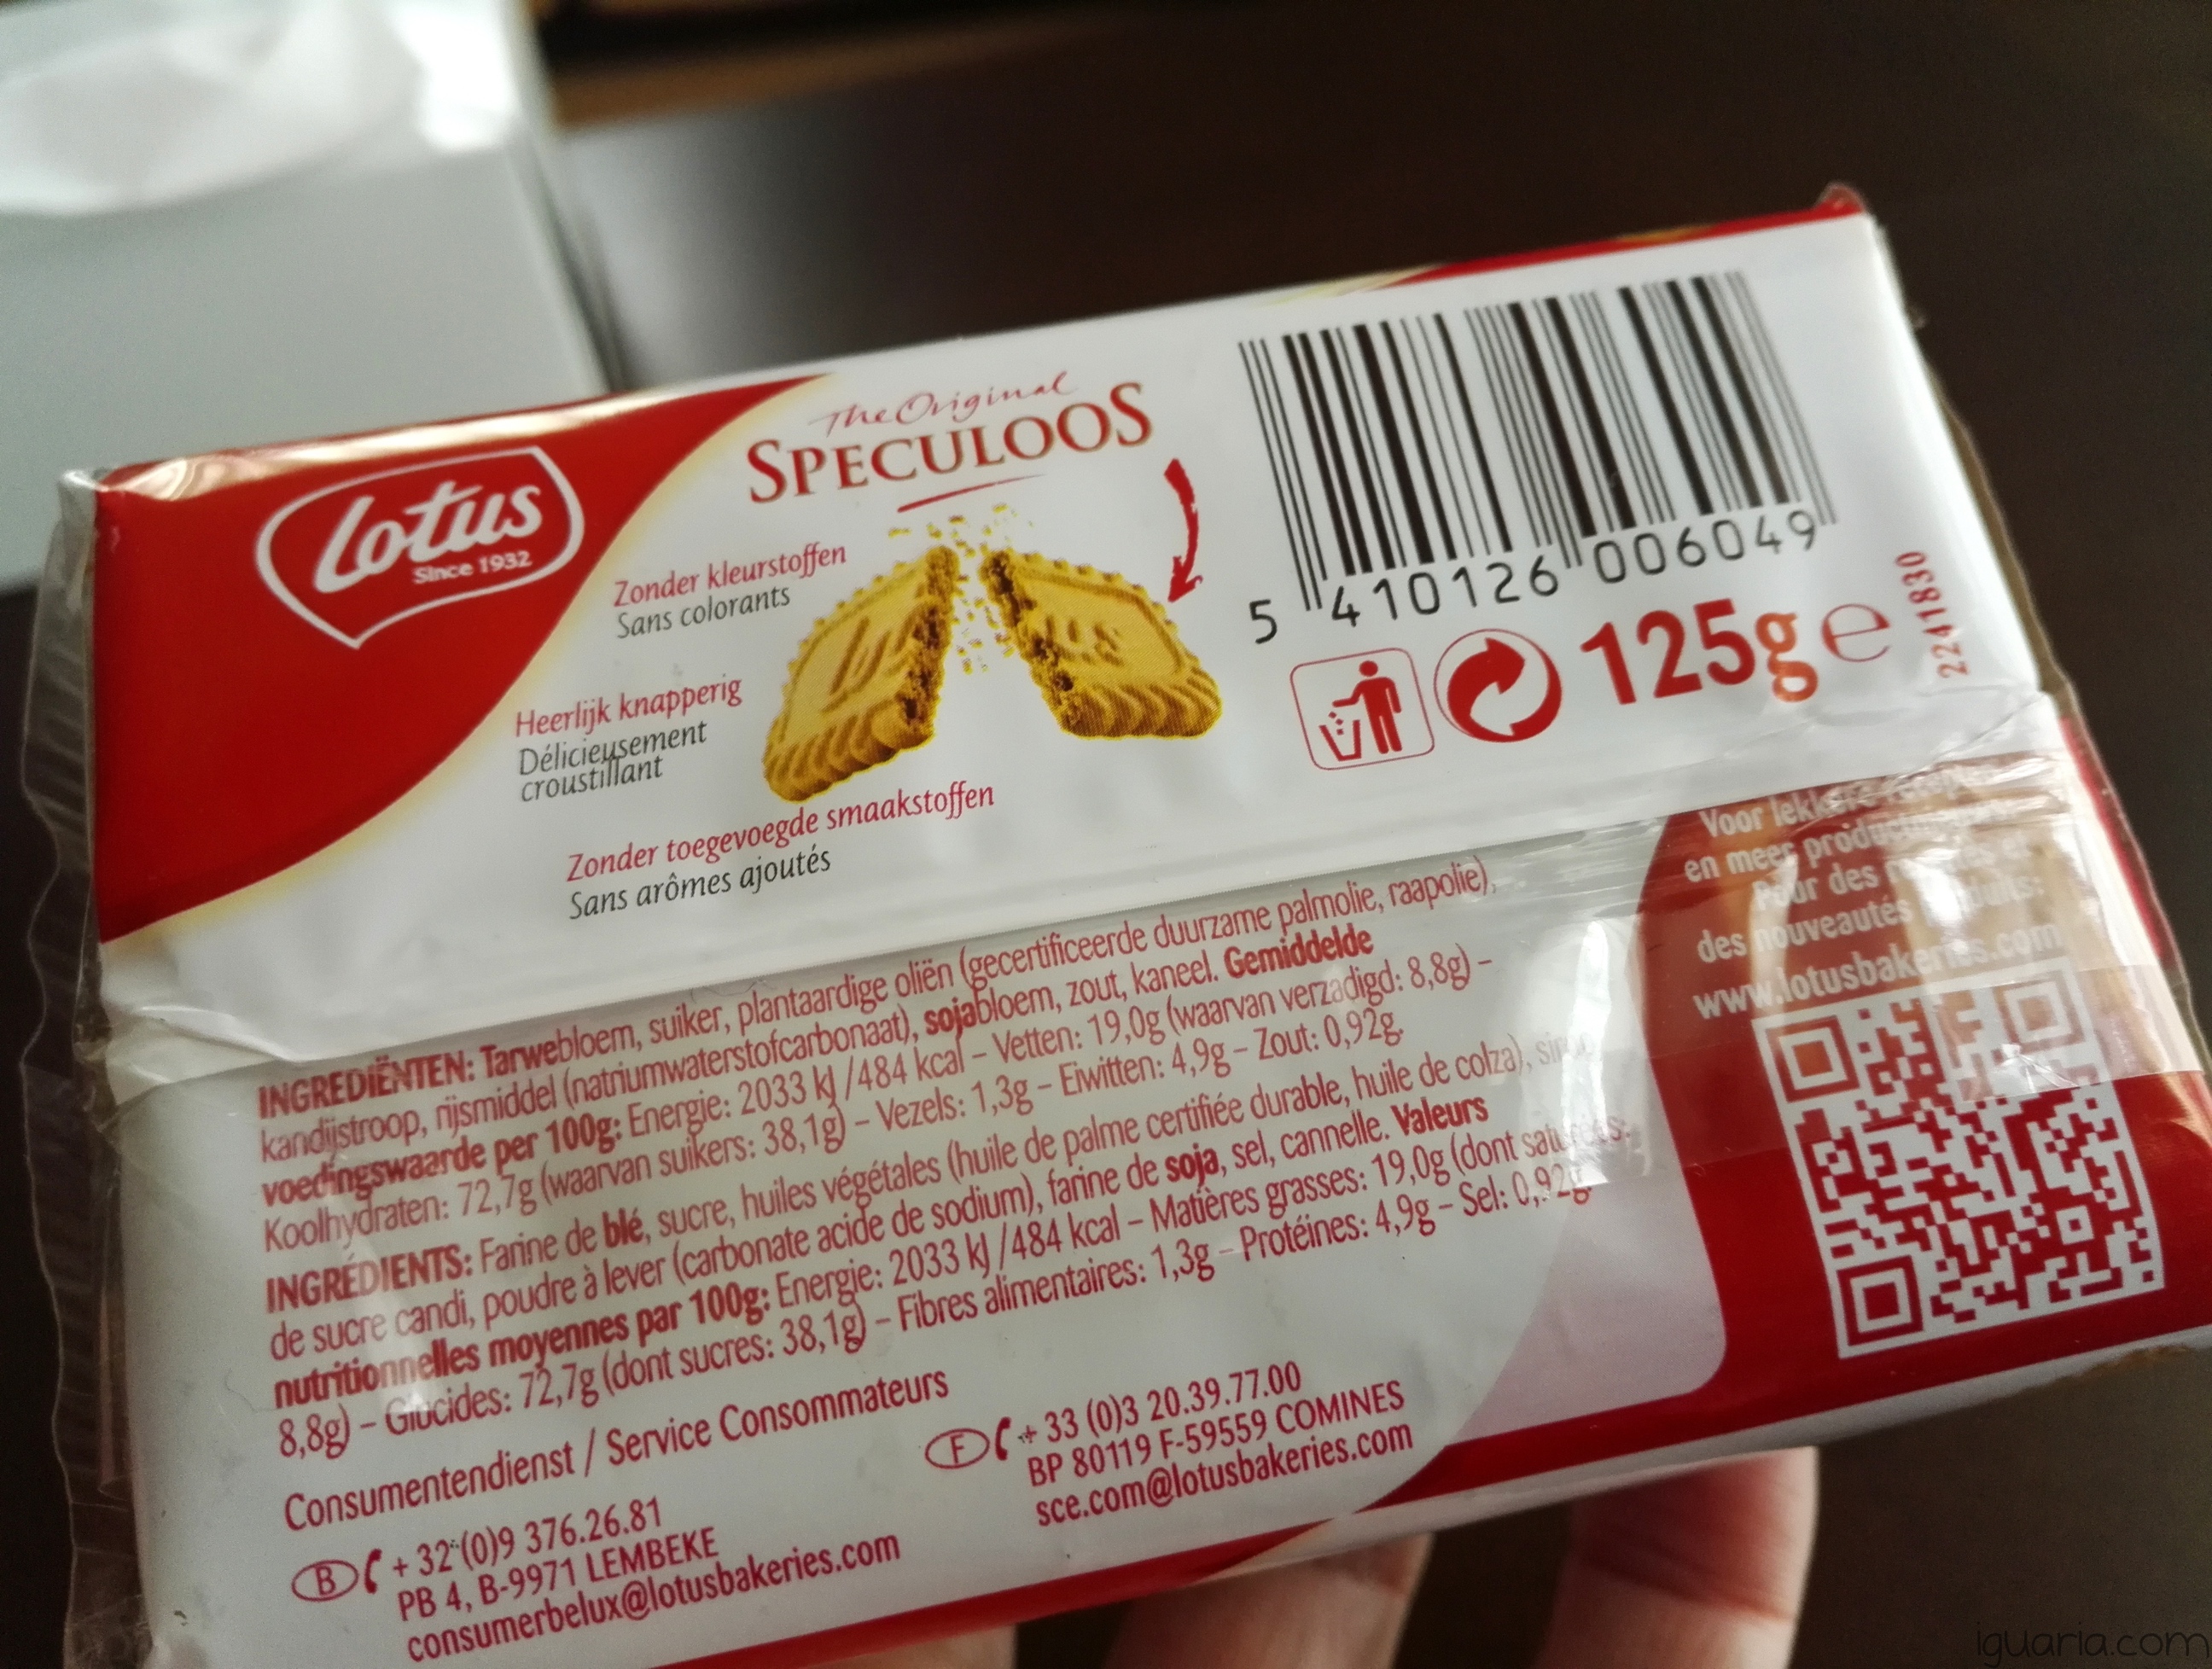 Lotus
Since 1932
The Original
SPECULOOS
Zonder kleurstoffen
Sans colorants
Heerlijk knapperig
Délicieusement
croustillant
Zonder toegevoegde smaakstoffen
Sans arômes ajoutés
5 410126 006049
125g e
2241830
INGREDIËNTEN: Tarwebloem, suiker, plantaardige oliën (gecertificeerde duurzame palmolie, raapolie),
kandijstroop, rijsmiddel (natriumwaterstofcarbonaat), sojabloem, zout, kaneel. Gemiddelde
voedingswaarde per 100g: Energie: 2033 kJ /484 kcal – Vetten: 19,0g (waarvan verzadigd: 8,8g) –
Koolhydraten: 72,7g (waarvan suikers: 38,1g) – Vezels: 1,3g – Eiwitten: 4,9g – Zout: 0,92g.
INGRÉDIENTS: Farine de blé, sucre, huiles végétales (huile de palme certifiée durable, huile de colza),
de sucre candi, poudre à lever (carbonate acide de sodium), farine de soja, sel, cannelle. Valeurs
nutritionnelles moyennes par 100g: Energie: 2033 kJ /484 kcal – Matières grasses: 19,0g (dont saturées:
8,8g) – Glucides: 72,7g (dont sucres: 38,1g) – Fibres alimentaires: 1,3g – Protéines: 4,9g – Sel: 0,92g.
Voor
en meer
Pour des
des nouveautés
www.lotusbakeries.com
Consumentendienst / Service Consommateurs
B + 32 (0)9 376.26.81
PB 4, B-9971 LEMBEKE
consumerbelux@lotusbakeries.com
F + 33 (0)3 20.39.77.00
BP 80119 F-59559 COMINES
sce.com@lotusbakeries.com
iguaria.com